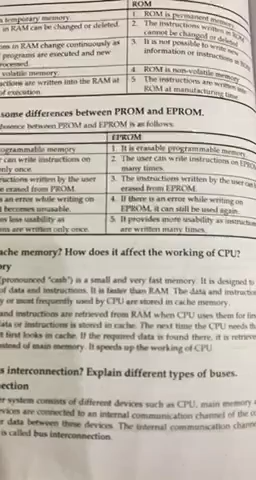 ROM
s temporary memory.
1. ROM is permanent memory.
in RAM can be changed or deleted.
2. The instructions written in ROM
cannot be changed or deleted
ons in RAM change continuously as
3. It is not possible to write new
programs are executed and new
information or instructions in ROM
rocessed.
volatile memory.
4. ROM is non-volatile memory
uctions are written into the RAM at
5. The instructions are written into
of execution.
ROM at manufacturing time
some differences between PROM and EPROM.
ference between PROM and EPROM is as follows.
EPROM
ogrammable memory
1. It is erasable programmable memory
r can write instructions on
2. The user can write instructions on EPRO
only once.
many times.
ructions written by the user
3. The instructions written by the user can
e erased from PROM.
erased from EPROM.
s an error while writing on
4. If there is an error while writing on
t becomes unusable.
EPROM, it can still be used again.
es less usability as
5. It provides more usability as instruction
ons are written only once.
are written many times.
ache memory? How does it affect the working of CPU?
ory
(pronounced "cash") is a small and very fast memory. It is designed to
of data and instructions. It is faster than RAM. The data and instruction
y or most frequently used by CPU are stored in cache memory.
and instructions are retrieved from RAM when CPU uses them for firs
data or instructions is stored in cache. The next time the CPU needs th
t first looks in cache. If the required data is found there, it is retrieve
nstead of main memory. It speeds up the working of CPU.
s interconnection? Explain different types of buses.
ection
er system consists of different devices such as CPU, main memory a
evices are connected to an internal communication channel of the co
r data between these devices. The internal communication channe
is called bus interconnection.